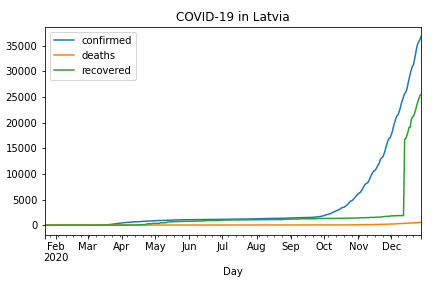 COVID-19 in Latvia
confirmed
deaths
recovered
35000
30000
25000
20000
15000
10000
5000
0
Feb Mar Apr May Jun Jul Aug Sep Oct Nov Dec
2020
Day